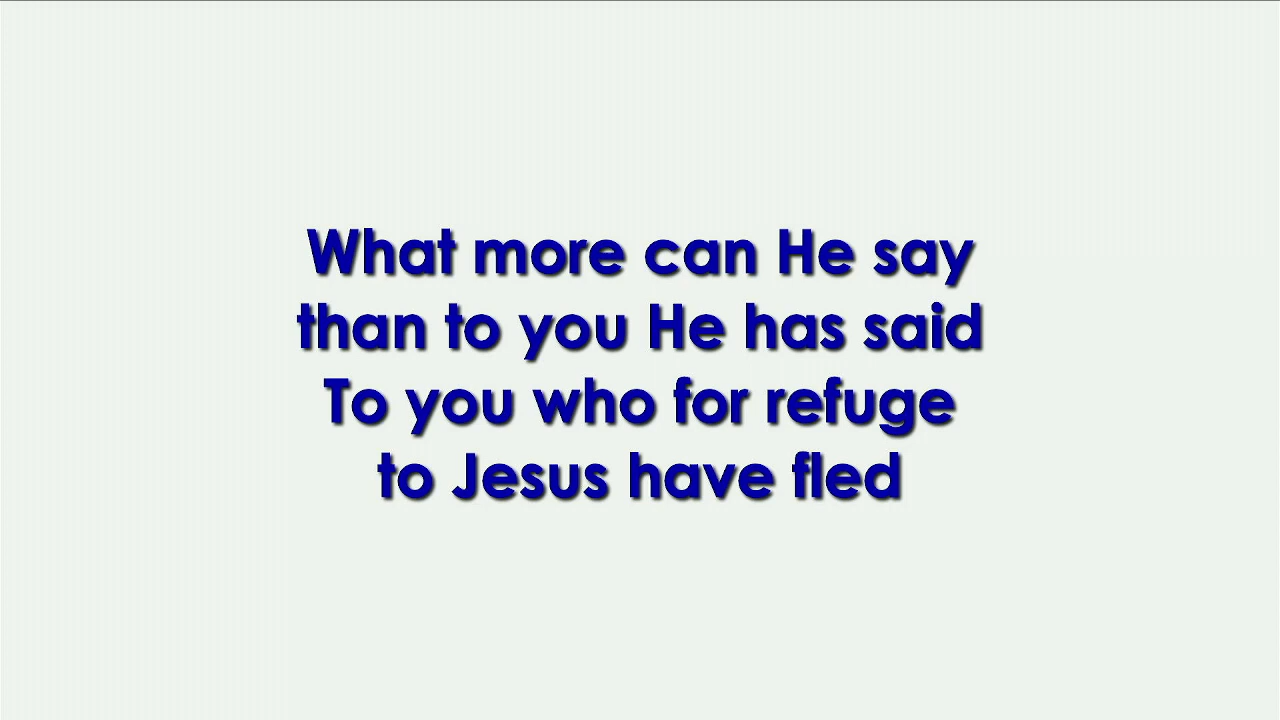 What more can He say
than to you He has said
To you who for refuge
to Jesus have fled